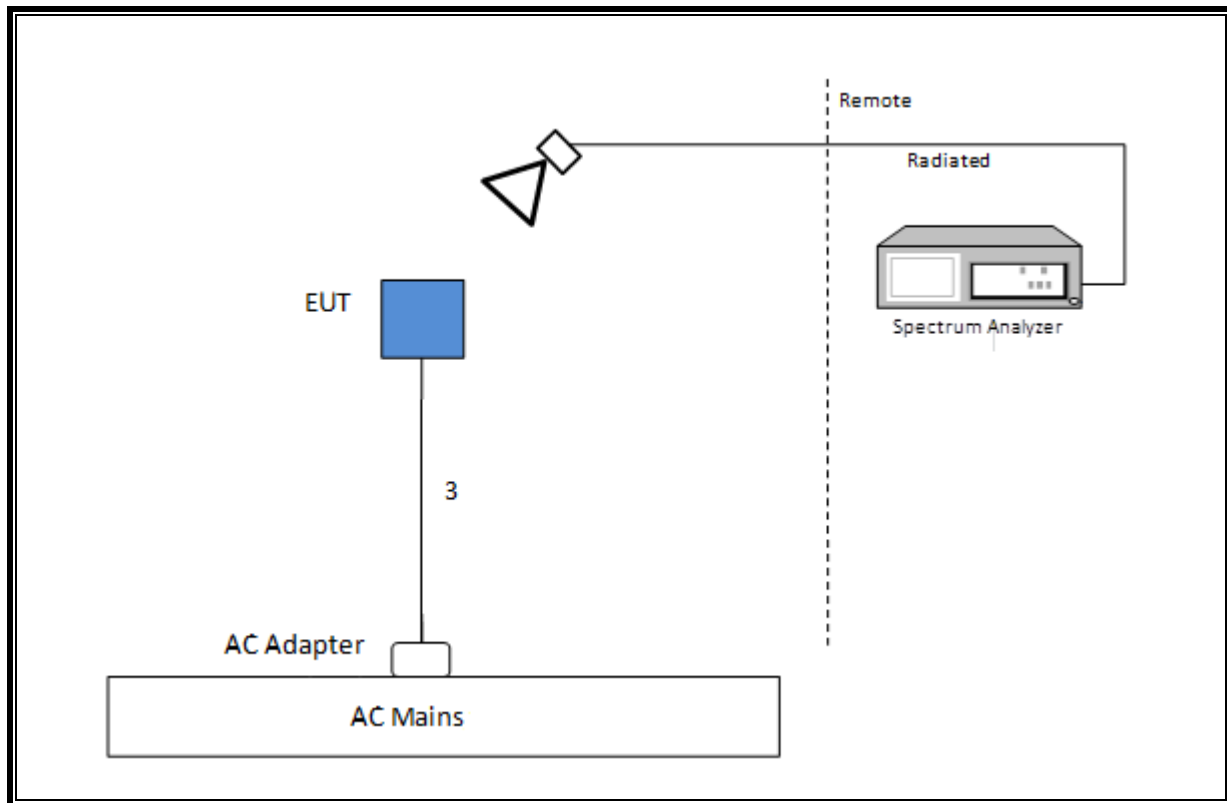 Remote
Radiated
EUT
Spectrum Analyzer
3
AC Adapter
AC Mains